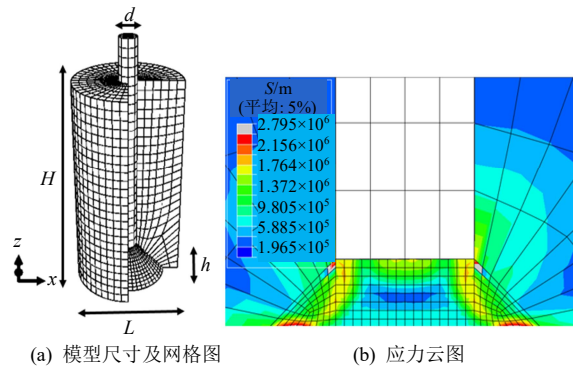 d
H
z
x
h
L
S/m
(平均: 5%)
2.795×10⁶
2.156×10⁶
1.764×10⁶
1.372×10⁶
9.805×10⁵
5.885×10⁵
1.965×10⁵
(a) 模型尺寸及网格图
(b) 应力云图